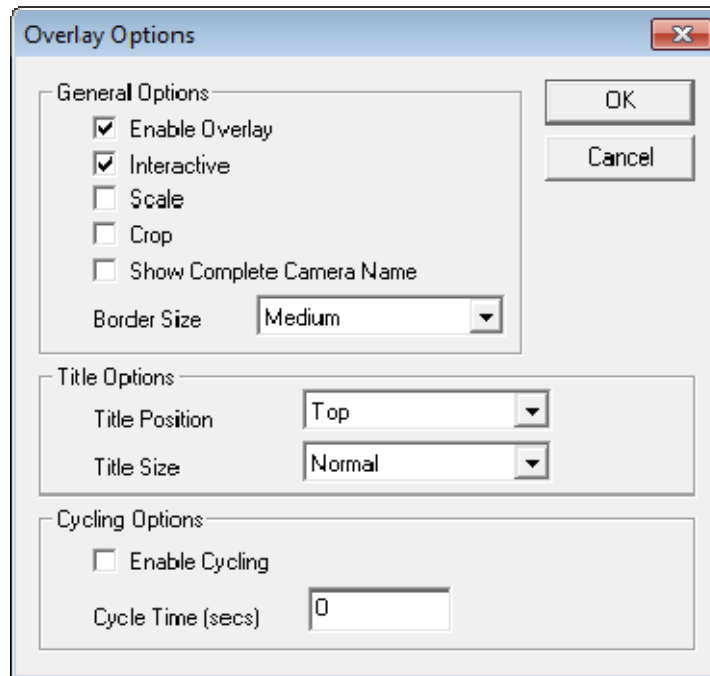 Overlay Options
General Options
OK
Enable Overlay
Cancel
Interactive
Scale
Crop
Show Complete Camera Name
Border Size Medium
Title Options
Title Position Top
Title Size Normal
Cycling Options
Enable Cycling
Cycle Time (secs) 0